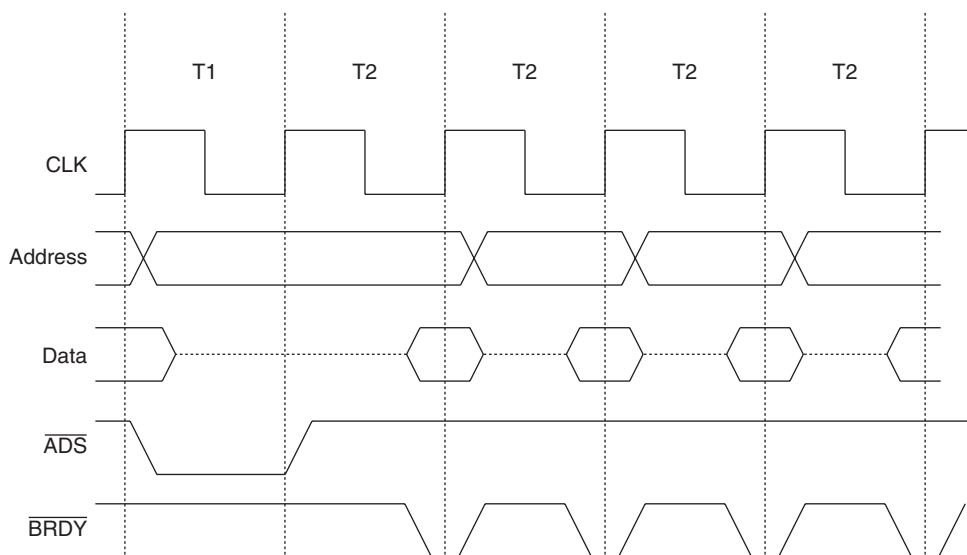 T1 T2 T2 T2 T2
CLK
Address
Data
ADS
BRDY